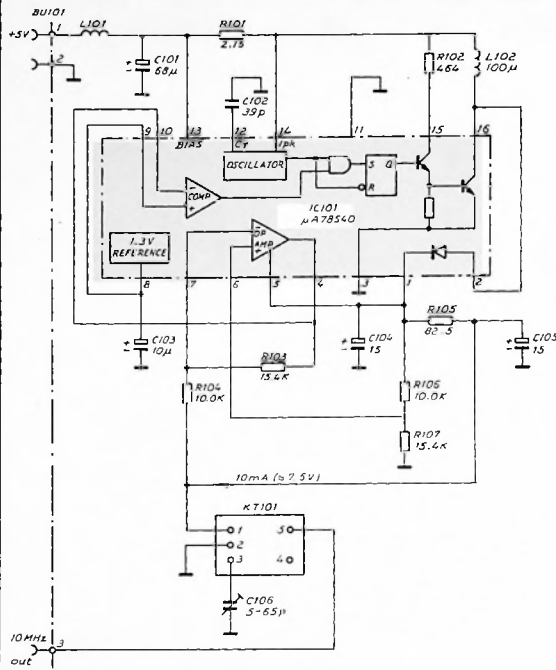 BU101
+5V
1
L101
R101
2.15
2
C101
68µ
C102
39p
R102
464
L102
100µ
9
10
13
12
14
11
15
16
BIAS
CT
Ipk
OSCILLATOR
S
Q
R
-
COMP
+
IC101
µA78S40
1.3V
REFERENCE
-
OP
AMP
+
8
7
6
5
4
3
1
2
C103
10µ
R103
15.4K
R104
10.0K
C104
15
R105
82.5
C105
15
R106
10.0K
R107
15.4K
10mA (≈7.5V)
KT101
1
5
2
3
4
C106
5-65p
10MHz
out
3